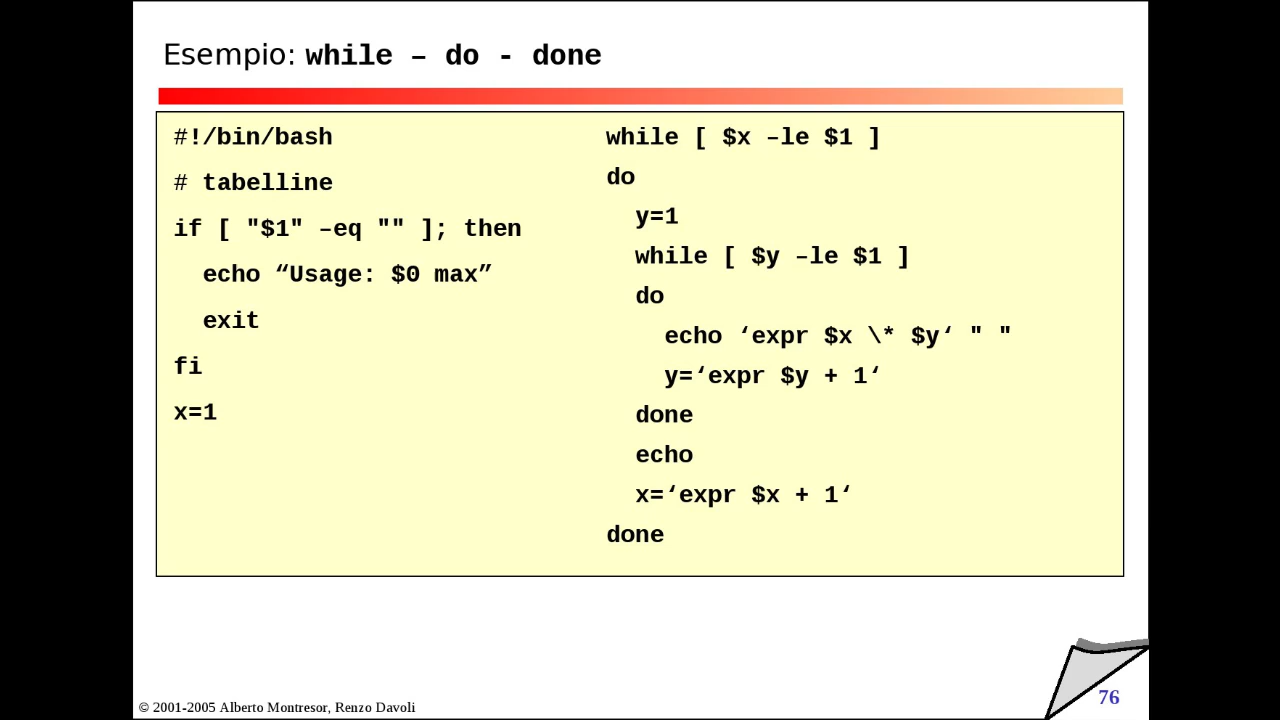 Esempio: while – do - done
#!/bin/bash
# tabelline
if [ "$1" –eq "" ]; then
echo “Usage: $0 max”
exit
fi
x=1
while [ $x –le $1 ]
do
y=1
while [ $y –le $1 ]
do
echo ‘expr $x \* $y‘ " "
y=‘expr $y + 1‘
done
echo
x=‘expr $x + 1‘
done
© 2001-2005 Alberto Montresor, Renzo Davoli
76